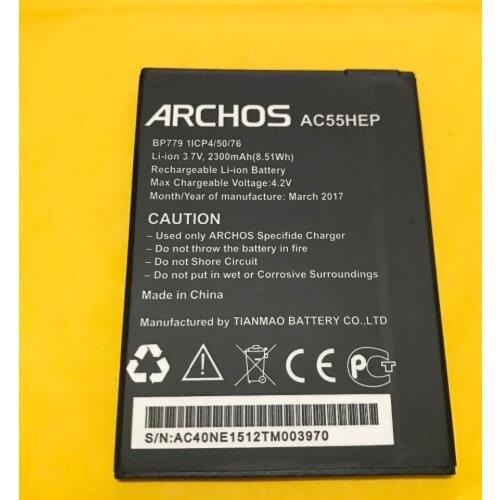 ARCHOS AC55HEP
BP779 1ICP4/50/76
Li-ion 3.7V, 2300mAh(8.51Wh)
Rechargeable Li-ion Battery
Max Chargeable Voltage:4.2V
Month/Year of manufacture: March 2017
CAUTION
– Used only ARCHOS Specifide Charger
– Do not throw the battery in fire
– Do not Shore Circuit
– Do not put in wet or Corrosive Surroundings
Made in China
Manufactured by TIANMAO BATTERY CO.,LTD
S/N:AC40NE1512TM003970